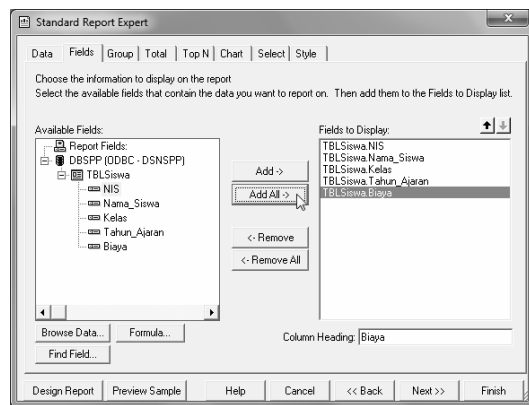 Standard Report Expert
x
Data Fields Group Total Top N Chart Select Style
Choose the information to display on the report
Select the available fields that contain the data you want to report on. Then add them to the Fields to Display list.
Available Fields:
Report Fields:
DBSPP (ODBC - DSNSPP)
TBLSiswa
NIS
Nama_Siswa
Kelas
Tahun_Ajaran
Biaya
Add ->
Add All ->
<- Remove
<- Remove All
Fields to Display:
TBLSiswa.NIS
TBLSiswa.Nama_Siswa
TBLSiswa.Kelas
TBLSiswa.Tahun_Ajaran
TBLSiswa.Biaya
Browse Data... Formula...
Find Field...
Column Heading: Biaya
Design Report Preview Sample Help Cancel << Back Next >> Finish